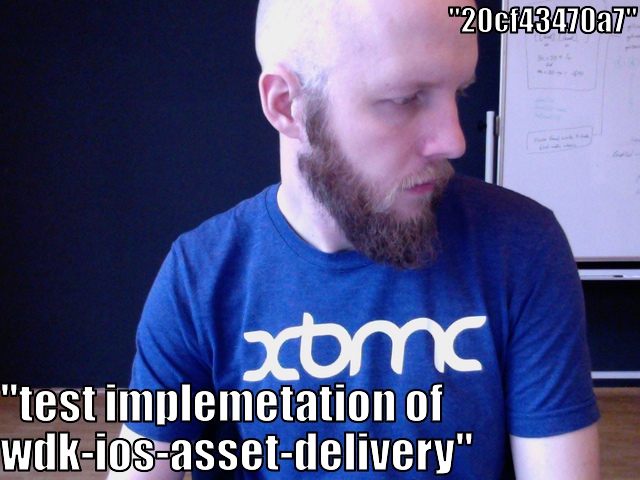 "20cf43470a7"
xbmc
"test implemetation of
wdk-ios-asset-delivery"